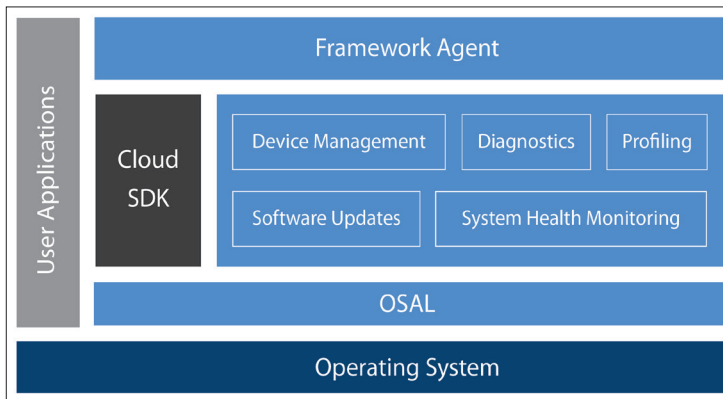 User Applications
Framework Agent
Cloud
SDK
Device Management
Diagnostics
Profiling
Software Updates
System Health Monitoring
OSAL
Operating System